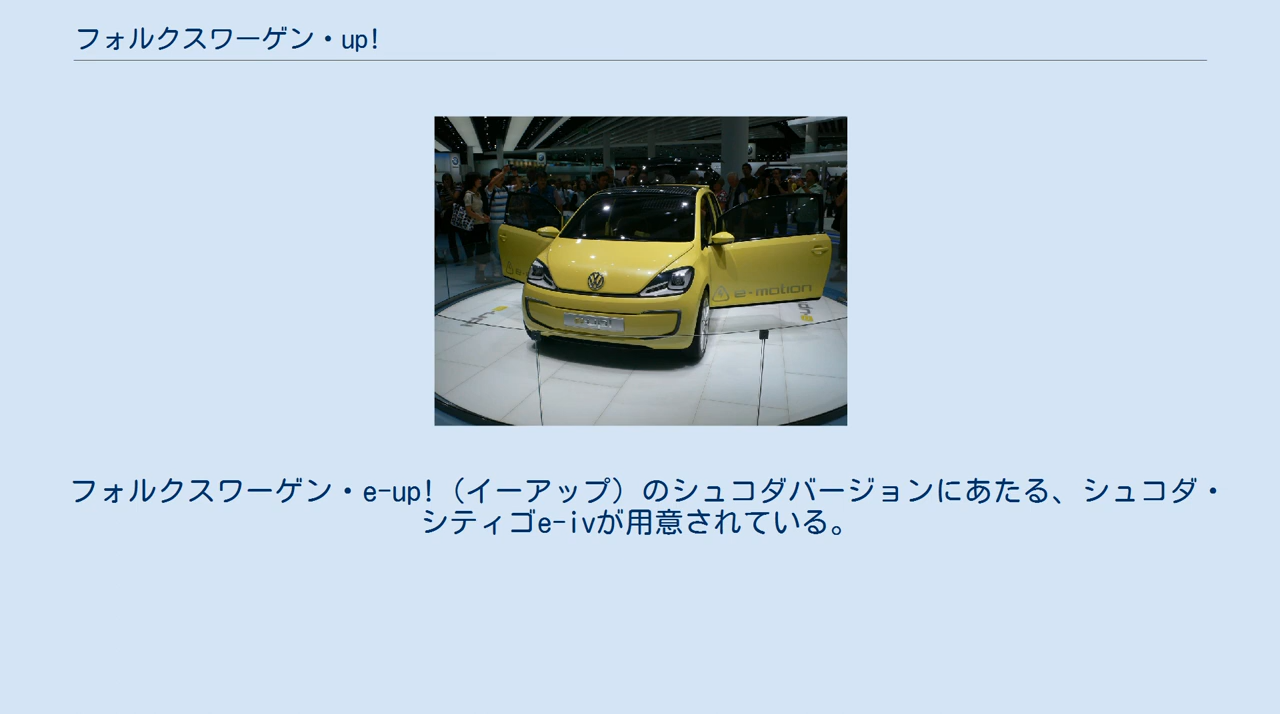 フォルクスワーゲン・up!
e-motion
フォルクスワーゲン・e-up!（イーアップ）のシュコダバージョンにあたる、シュコダ・
シティゴe-ivが用意されている。